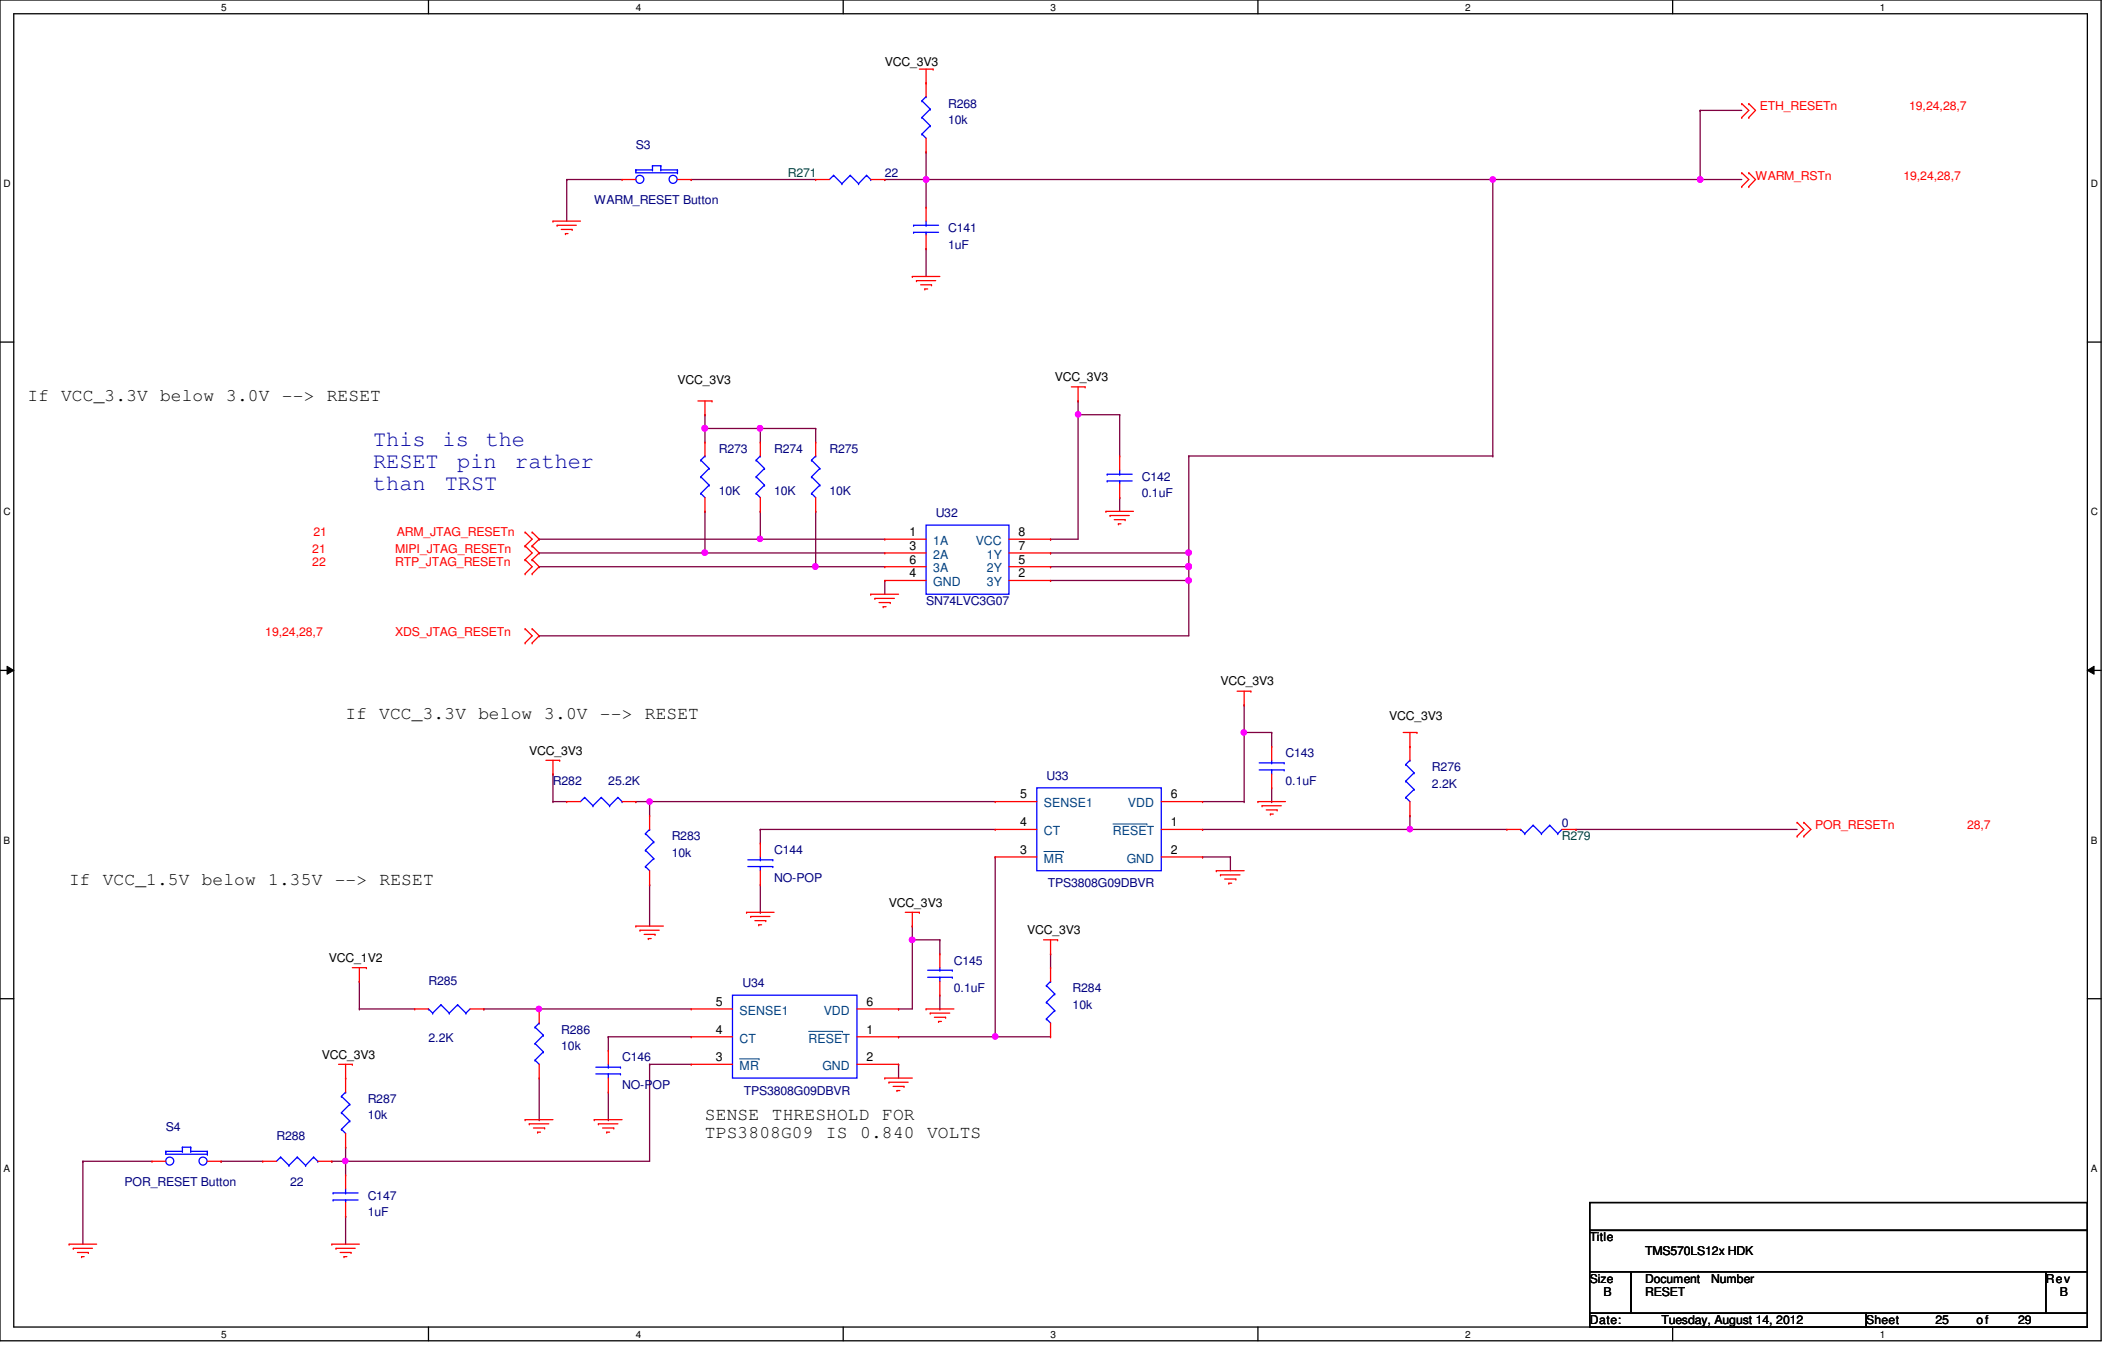 5 4 3 2 1
VCC_3V3
R268
10k
ETH_RESETn 19,24,28,7
S3
R271 22
WARM_RSTn 19,24,28,7
D D
WARM_RESET Button
C141
1uF
If VCC_3.3V below 3.0V --> RESET
VCC_3V3
VCC_3V3
This is the
RESET pin rather
than TRST
R273 R274 R275
10K 10K 10K
C142
0.1uF
C C
U32
21 ARM_JTAG_RESETn
21 MIPI_JTAG_RESETn
22 RTP_JTAG_RESETn
1 1A VCC 8
3 2A 1Y 7
6 3A 2Y 5
4 GND 3Y 2
SN74LVC3G07
19,24,28,7 XDS_JTAG_RESETn
VCC_3V3
If VCC_3.3V below 3.0V --> RESET
VCC_3V3
VCC_3V3
R282 25.2K
C143
0.1uF
R276
2.2K
U33
5 SENSE1 VDD 6
4 CT RESET 1
3 MR GND 2
TPS3808G09DBVR
0
R279
POR_RESETn 28,7
B B
R283
10k
C144
NO-POP
If VCC_1.5V below 1.35V --> RESET
VCC_3V3
VCC_3V3
VCC_1V2
C145
0.1uF
R284
10k
R285
2.2K
U34
5 SENSE1 VDD 6
4 CT RESET 1
3 MR GND 2
TPS3808G09DBVR
R286
10k
C146
NO-POP
VCC_3V3
R287
10k
SENSE THRESHOLD FOR
TPS3808G09 IS 0.840 VOLTS
S4
R288
22
POR_RESET Button
A A
C147
1uF
Title
TMS570LS12x HDK
Size Document Number Rev
B RESET B
Date: Tuesday, August 14, 2012 Sheet 25 of 29
5 4 3 2 1